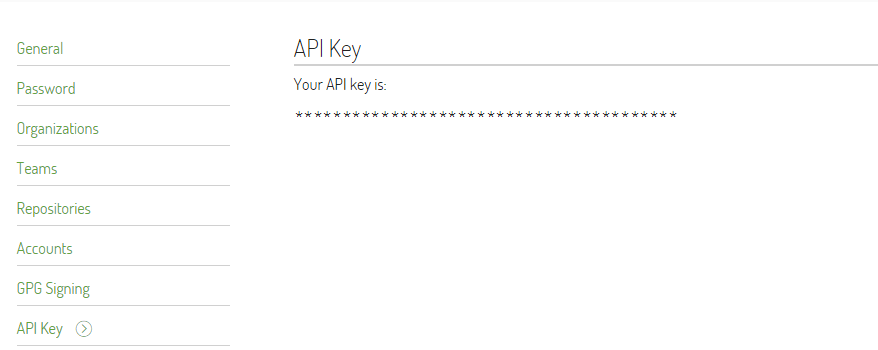 General
Password
Organizations
Teams
Repositories
Accounts
GPG Signing
API Key
API Key
Your API key is:
****************************************